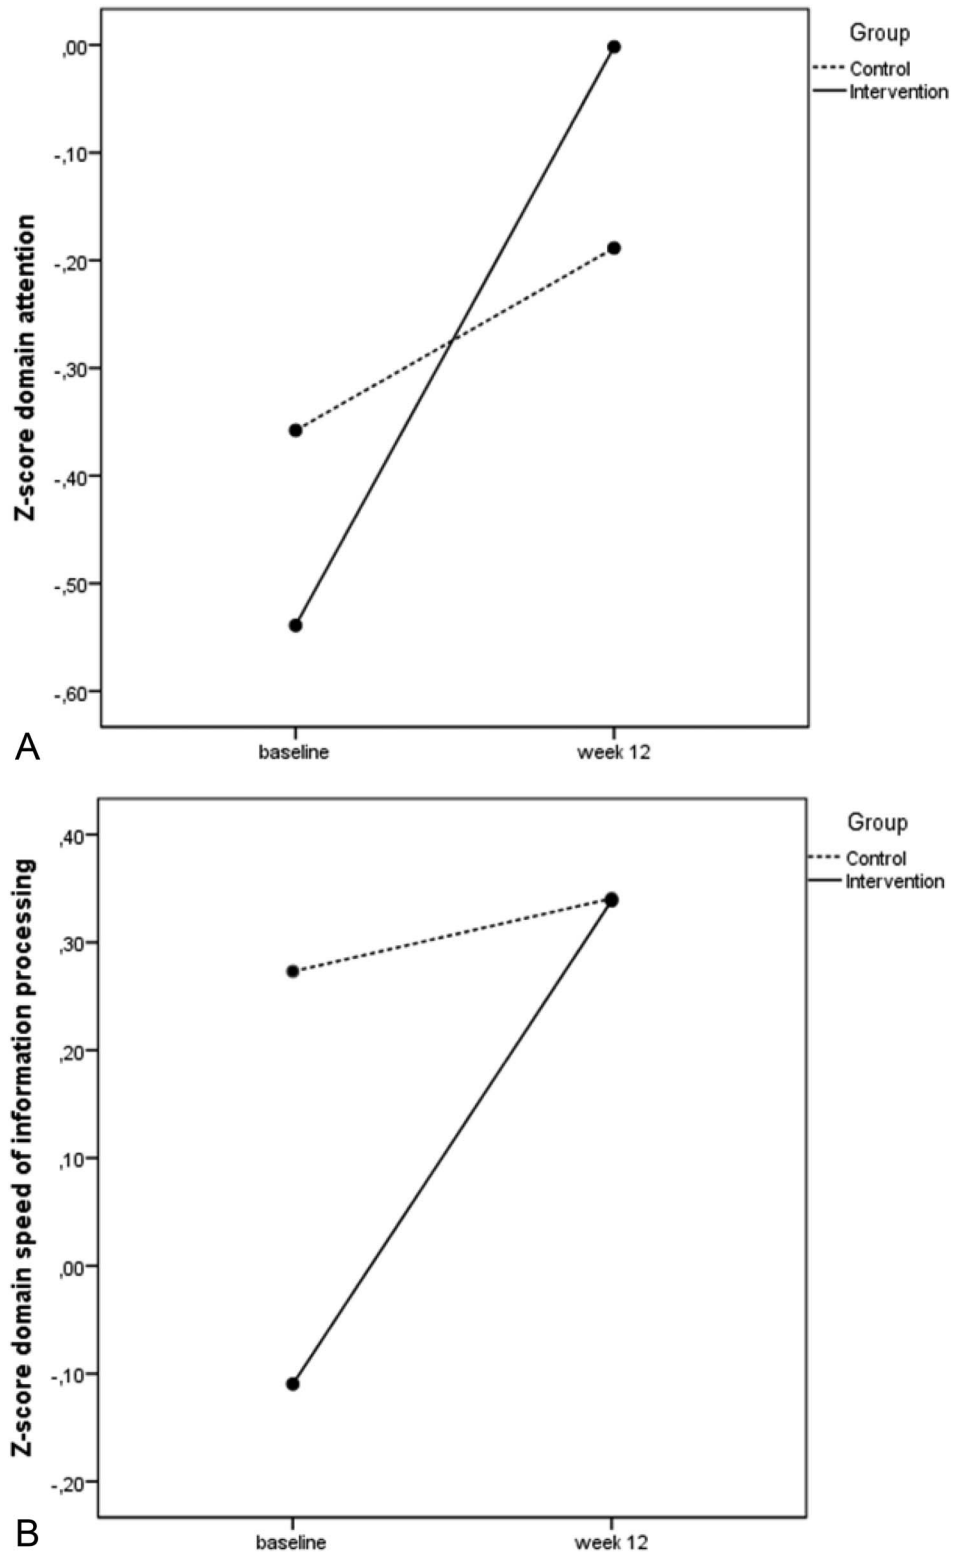 Group
Control
Intervention
Z-score domain attention
,00
-,10
-,20
-,30
-,40
-,50
-,60
baseline week 12
A
Group
Control
Intervention
Z-score domain speed of information processing
,40
,30
,20
,10
,00
-,10
-,20
baseline week 12
B